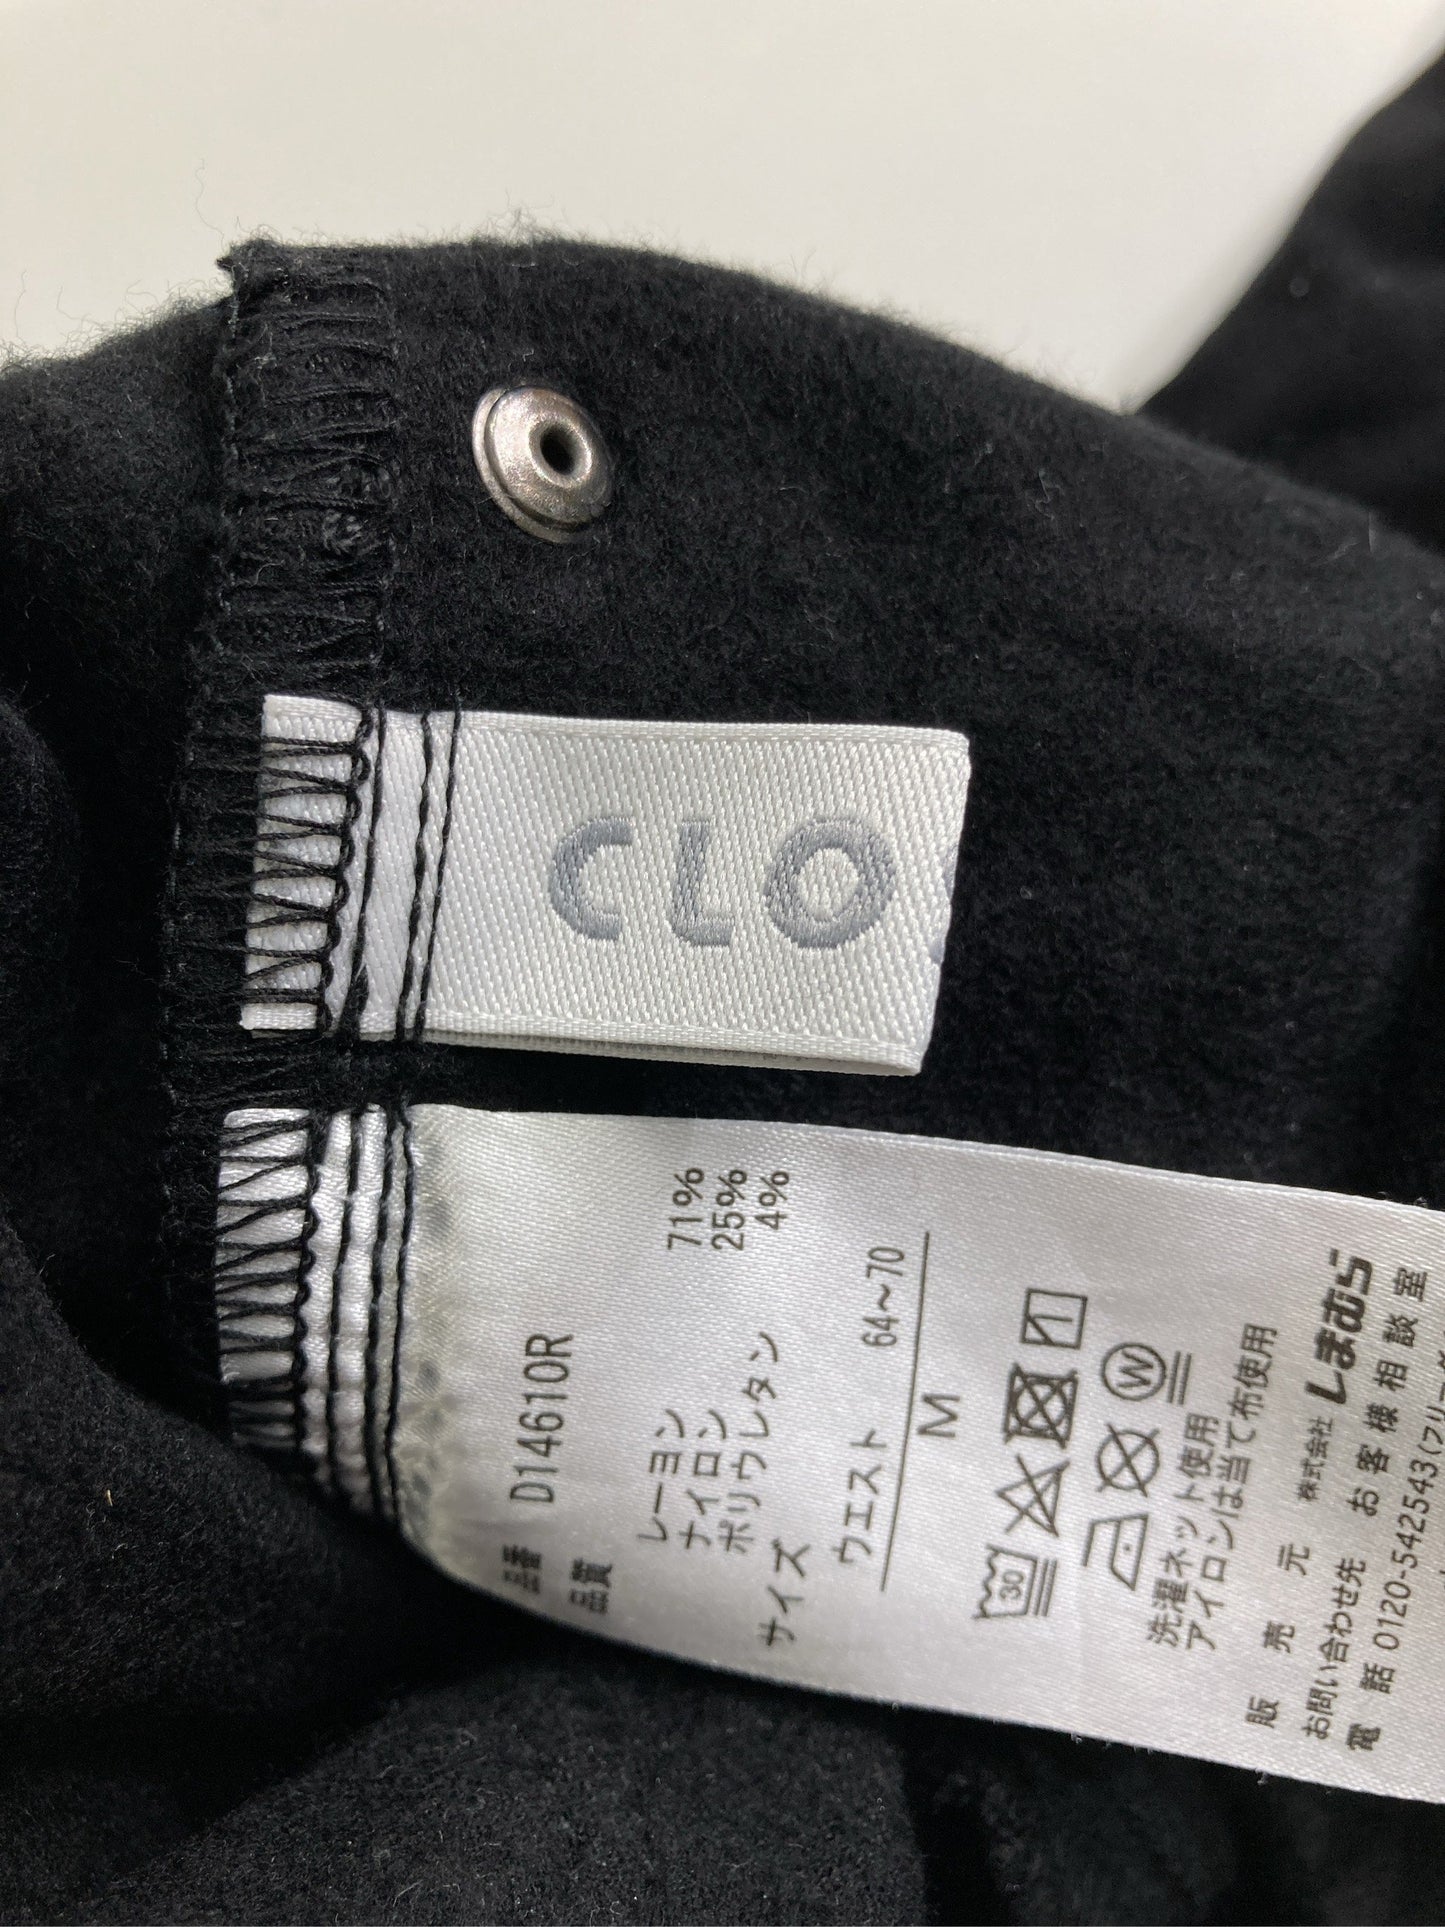 CLO
品番 D14610R
品質
レーヨン 71%
ナイロン 25%
ポリウレタン 4%
サイズ
ウエスト 64~70
M
30
W
洗濯ネット使用
アイロンは当て布使用
販売元 株式会社 しまむら
お問い合わせ先 お客様相談室
電話 0120-542543(フリー